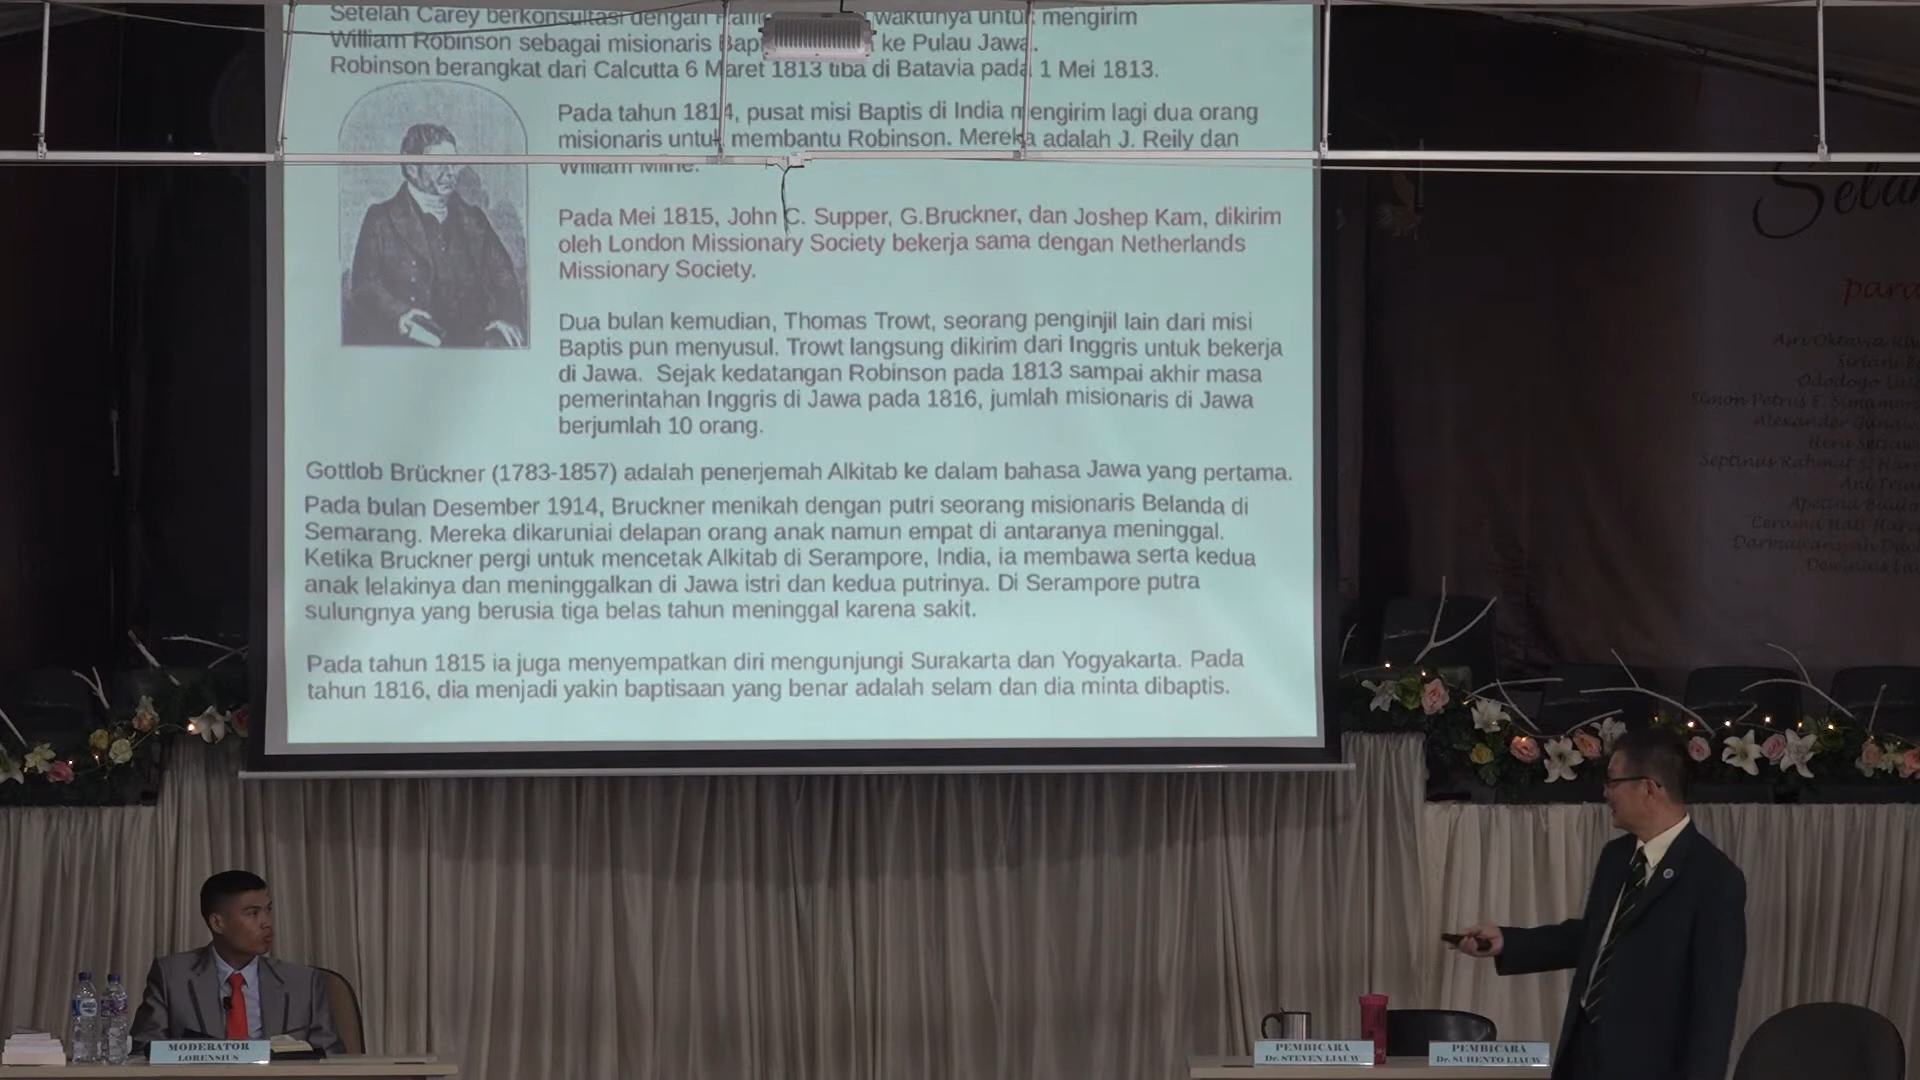 Setelah Carey berkonsultasi dengan waktunya untuk mengirim
William Robinson sebagai misionaris ke Pulau Jawa.
Robinson berangkat dari Calcutta 6 Maret 1813 tiba di Batavia pada 1 Mei 1813.
Pada tahun 1814, pusat misi Baptis di India mengirim lagi dua orang
misionaris untuk membantu Robinson. Mereka adalah J. Reily dan
William Milne.
Pada Mei 1815, John C. Supper, G.Bruckner, dan Joshep Kam, dikirim
oleh London Missionary Society bekerja sama dengan Netherlands
Missionary Society.
Dua bulan kemudian, Thomas Trowt, seorang penginjil lain dari misi
Baptis pun menyusul. Trowt langsung dikirim dari Inggris untuk bekerja
di Jawa. Sejak kedatangan Robinson pada 1813 sampai akhir masa
pemerintahan Inggris di Jawa pada 1816, jumlah misionaris di Jawa
berjumlah 10 orang.
Gottlob Brückner (1783-1857) adalah penerjemah Alkitab ke dalam bahasa Jawa yang pertama.
Pada bulan Desember 1914, Bruckner menikah dengan putri seorang misionaris Belanda di
Semarang. Mereka dikaruniai delapan orang anak namun empat di antaranya meninggal.
Ketika Bruckner pergi untuk mencetak Alkitab di Serampore, India, ia membawa serta kedua
anak lelakinya dan meninggalkan di Jawa istri dan kedua putrinya. Di Serampore putra
sulungnya yang berusia tiga belas tahun meninggal karena sakit.
Pada tahun 1815 ia juga menyempatkan diri mengunjungi Surakarta dan Yogyakarta. Pada
tahun 1816, dia menjadi yakin baptisaan yang benar adalah selam dan dia minta dibaptis.
Simon Petrus E.
MODERATOR
LORENSIUS
PEMBICARA
Dr. STEVEN LIAUW
PEMBICARA
Dr. SUHENTO LIAUW